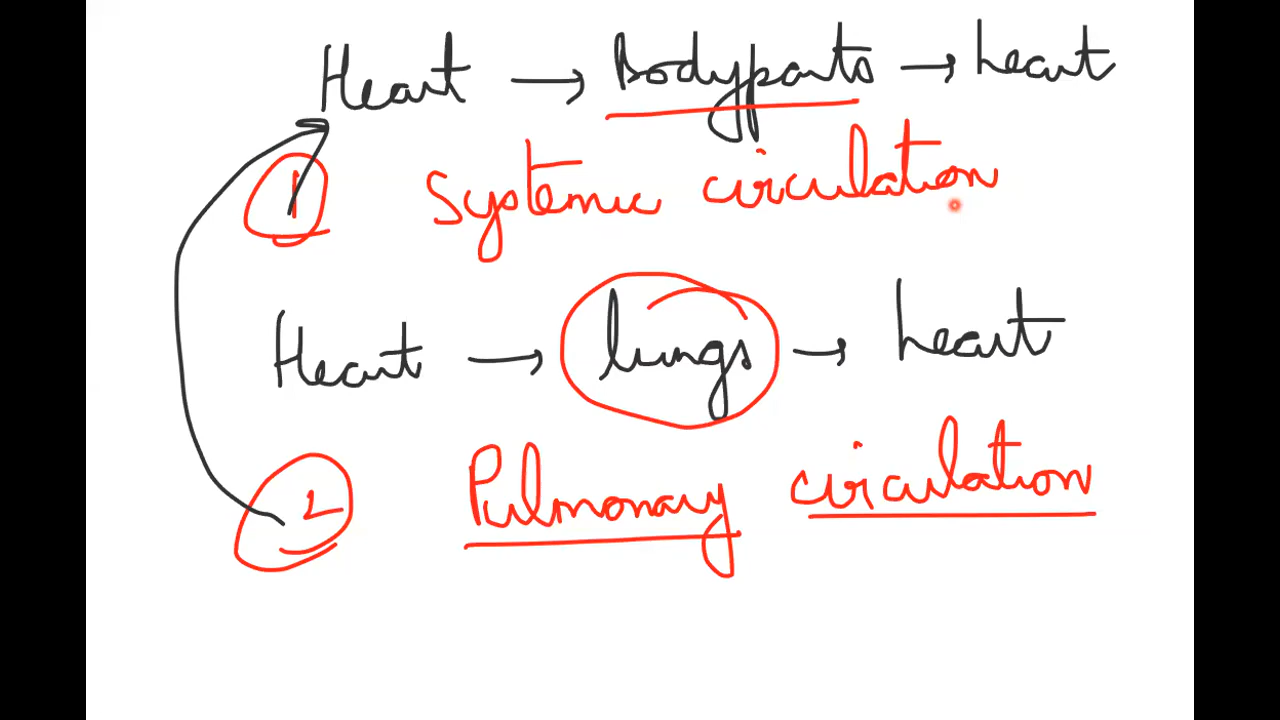 Heart → Bodyparts → heart
1 Systemic circulation
Heart → lungs → heart
2 Pulmonary circulation